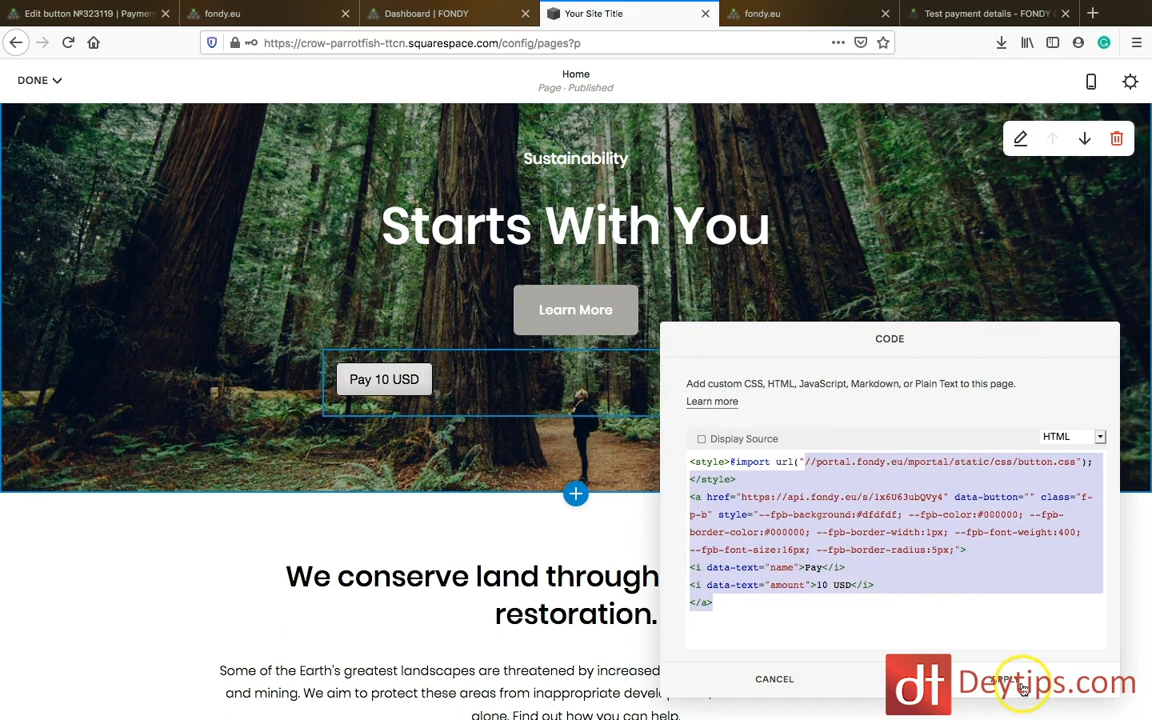 Edit button №323119 | Paymen
fondy.eu
Dashboard | FONDY
Your Site Title
fondy.eu
Test payment details - FONDY
https://crow-parrotfish-ttcn.squarespace.com/config/pages?p
DONE
Home
Page · Published
Sustainability
Starts With You
Learn More
Pay 10 USD
CODE
Add custom CSS, HTML, JavaScript, Markdown, or Plain Text to this page.
Learn more
Display Source
HTML
<style>@import url("//portal.fondy.eu/mportal/static/css/button.css");
</style>
<a href="https://api.fondy.eu/s/1x6U63ubQVy4" data-button="" class="f-
p-b" style="--fpb-background:#dfdfdf; --fpb-color:#000000; --fpb-
border-color:#000000; --fpb-border-width:1px; --fpb-font-weight:400;
--fpb-font-size:16px; --fpb-border-radius:5px;">
<i data-text="name">Pay</i>
<i data-text="amount">10 USD</i>
</a>
CANCEL
APPLY
We conserve land through
restoration.
Some of the Earth's greatest landscapes are threatened by increased
and mining. We aim to protect these areas from inappropriate develo
alone. Find out how you can help.
dt Deytips.com